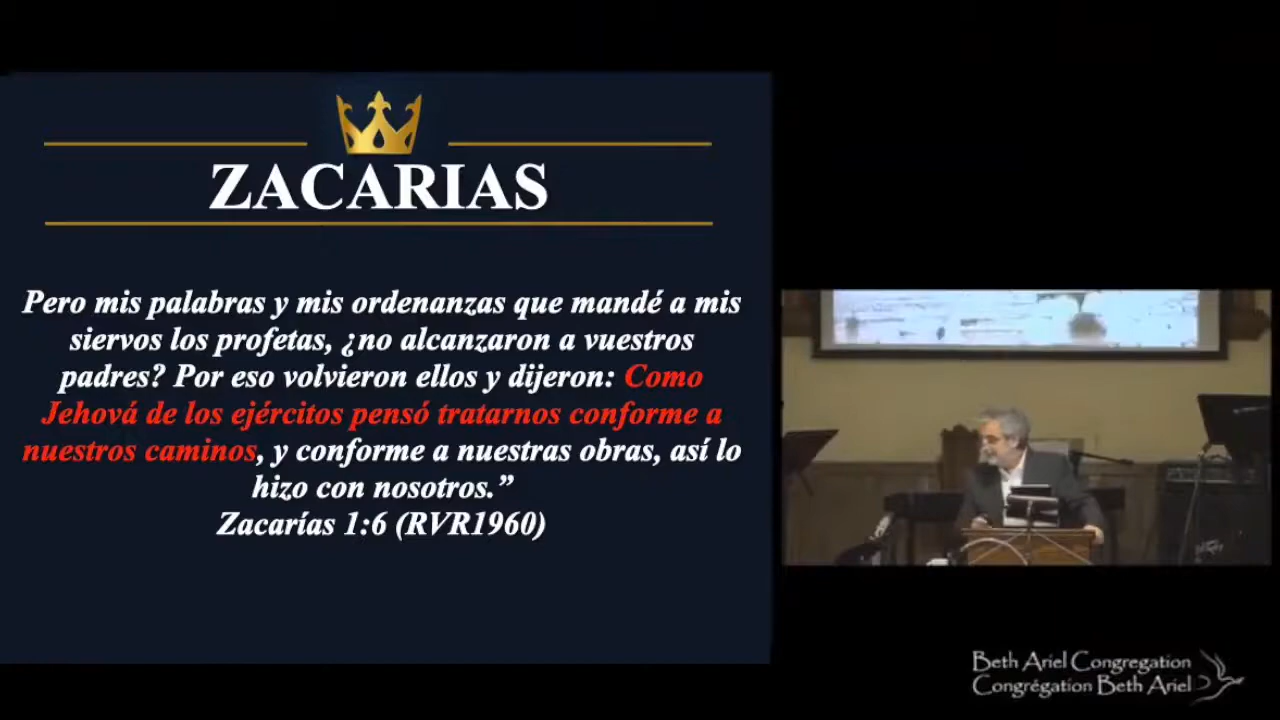 ZACARIAS
Pero mis palabras y mis ordenanzas que mandé a mis
siervos los profetas, ¿no alcanzaron a vuestros
padres? Por eso volvieron ellos y dijeron: Como
Jehová de los ejércitos pensó tratarnos conforme a
nuestros caminos, y conforme a nuestras obras, así lo
hizo con nosotros.”
Zacarías 1:6 (RVR1960)
Beth Ariel Congregation
Congrégation Beth Ariel